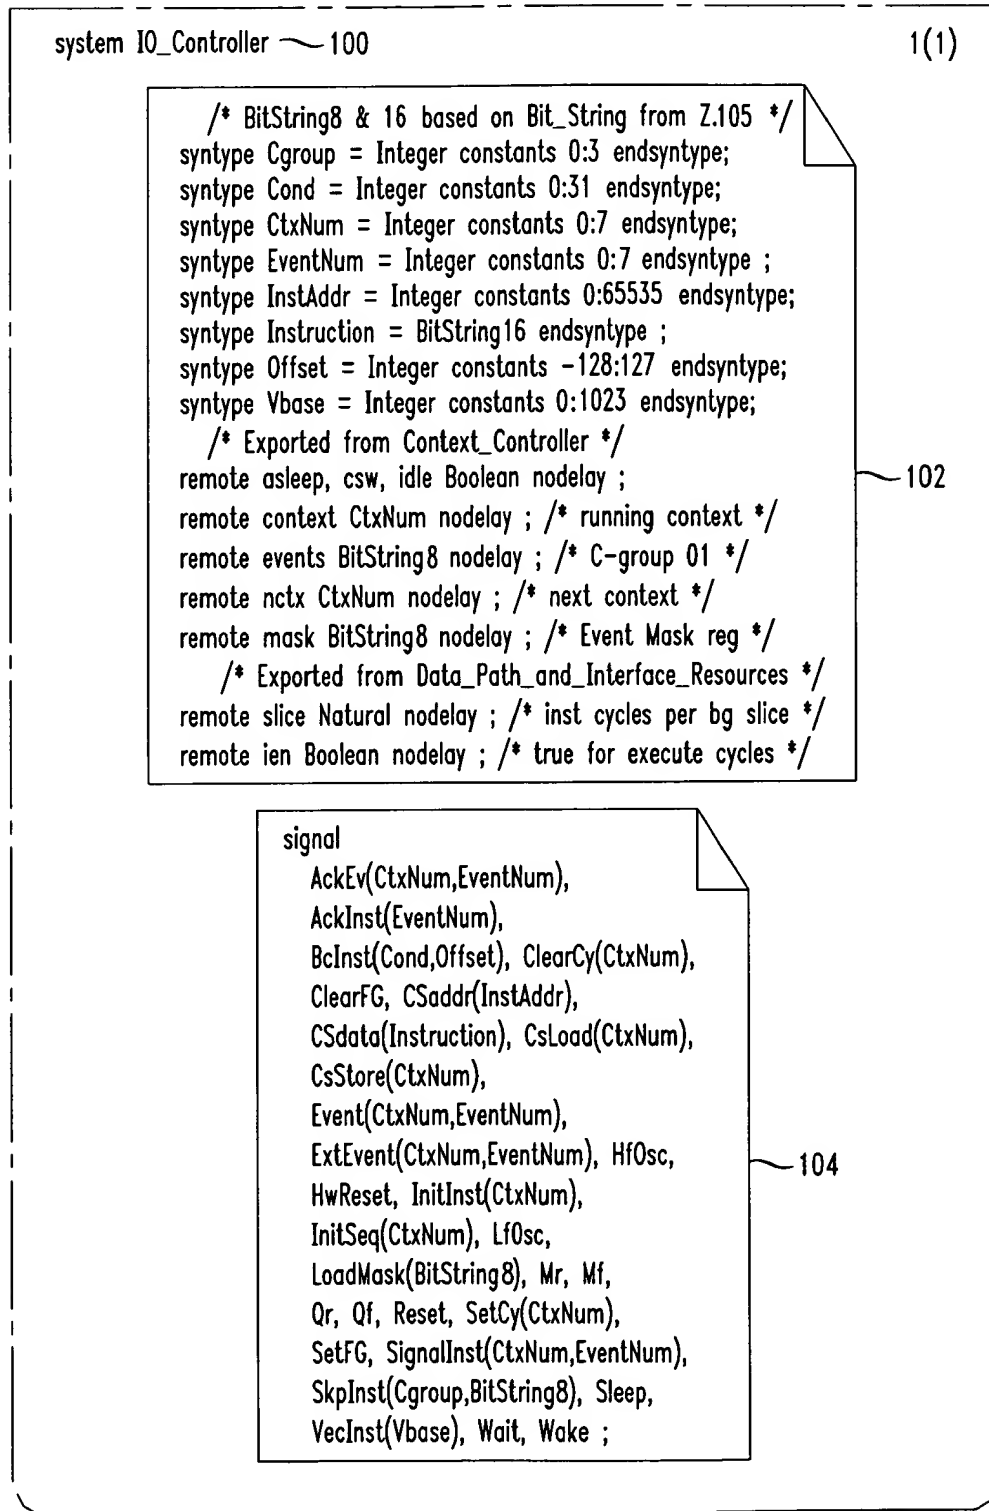 system IO_Controller 100 1(1)
/* BitString8 & 16 based on Bit_String from Z.105 */
syntype Cgroup = Integer constants 0:3 endsyntype;
syntype Cond = Integer constants 0:31 endsyntype;
syntype CtxNum = Integer constants 0:7 endsyntype;
syntype EventNum = Integer constants 0:7 endsyntype ;
syntype InstAddr = Integer constants 0:65535 endsyntype;
syntype Instruction = BitString16 endsyntype ;
syntype Offset = Integer constants -128:127 endsyntype;
syntype Vbase = Integer constants 0:1023 endsyntype;
/* Exported from Context_Controller */
remote asleep, csw, idle Boolean nodelay ;
102
remote context CtxNum nodelay ; /* running context */
remote events BitString8 nodelay ; /* C-group 01 */
remote nctx CtxNum nodelay ; /* next context */
remote mask BitString8 nodelay ; /* Event Mask reg */
/* Exported from Data_Path_and_Interface_Resources */
remote slice Natural nodelay ; /* inst cycles per bg slice */
remote ien Boolean nodelay ; /* true for execute cycles */
signal
AckEv(CtxNum,EventNum),
AckInst(EventNum),
BcInst(Cond,Offset), ClearCy(CtxNum),
ClearFG, CSaddr(InstAddr),
CSdata(Instruction), CsLoad(CtxNum),
CsStore(CtxNum),
Event(CtxNum,EventNum),
ExtEvent(CtxNum,EventNum), HfOsc,
104
HwReset, InitInst(CtxNum),
InitSeq(CtxNum), LfOsc,
LoadMask(BitString8), Mr, Mf,
Qr, Qf, Reset, SetCy(CtxNum),
SetFG, SignalInst(CtxNum,EventNum),
SkpInst(Cgroup,BitString8), Sleep,
VecInst(Vbase), Wait, Wake ;